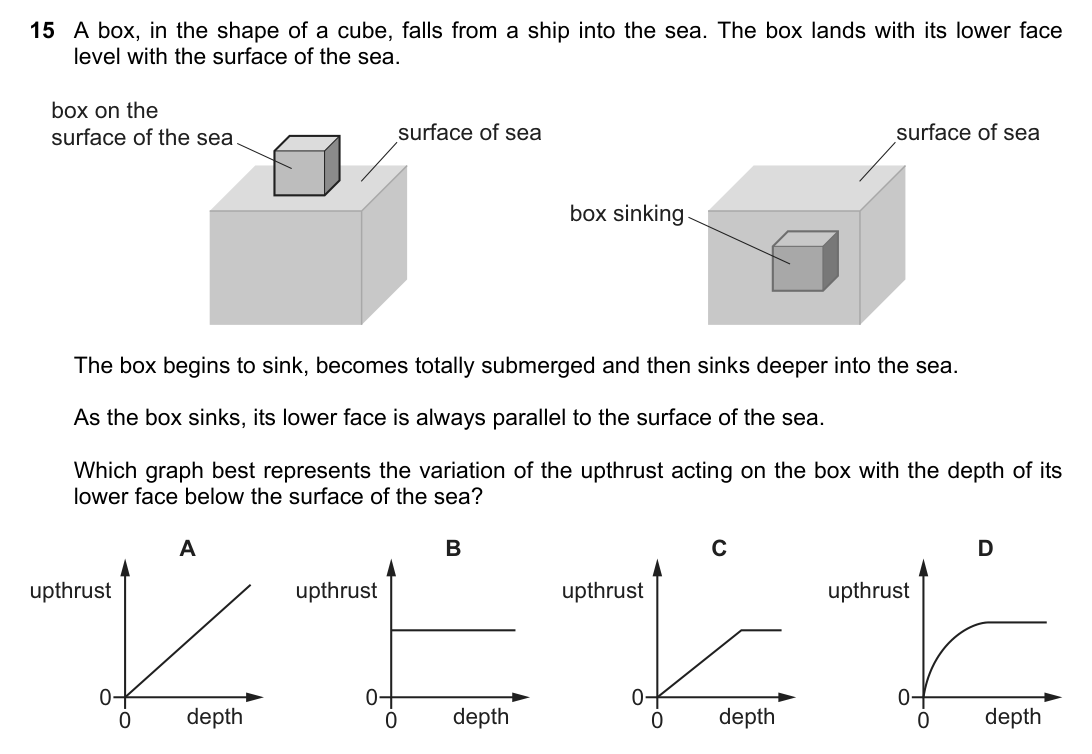 15 A box, in the shape of a cube, falls from a ship into the sea. The box lands with its lower face
level with the surface of the sea.
box on the
surface of the sea
surface of sea
surface of sea
box sinking
The box begins to sink, becomes totally submerged and then sinks deeper into the sea.
As the box sinks, its lower face is always parallel to the surface of the sea.
Which graph best represents the variation of the upthrust acting on the box with the depth of its
lower face below the surface of the sea?
A
upthrust
0
0
depth
B
upthrust
0
0
depth
C
upthrust
0
0
depth
D
upthrust
0
0
depth